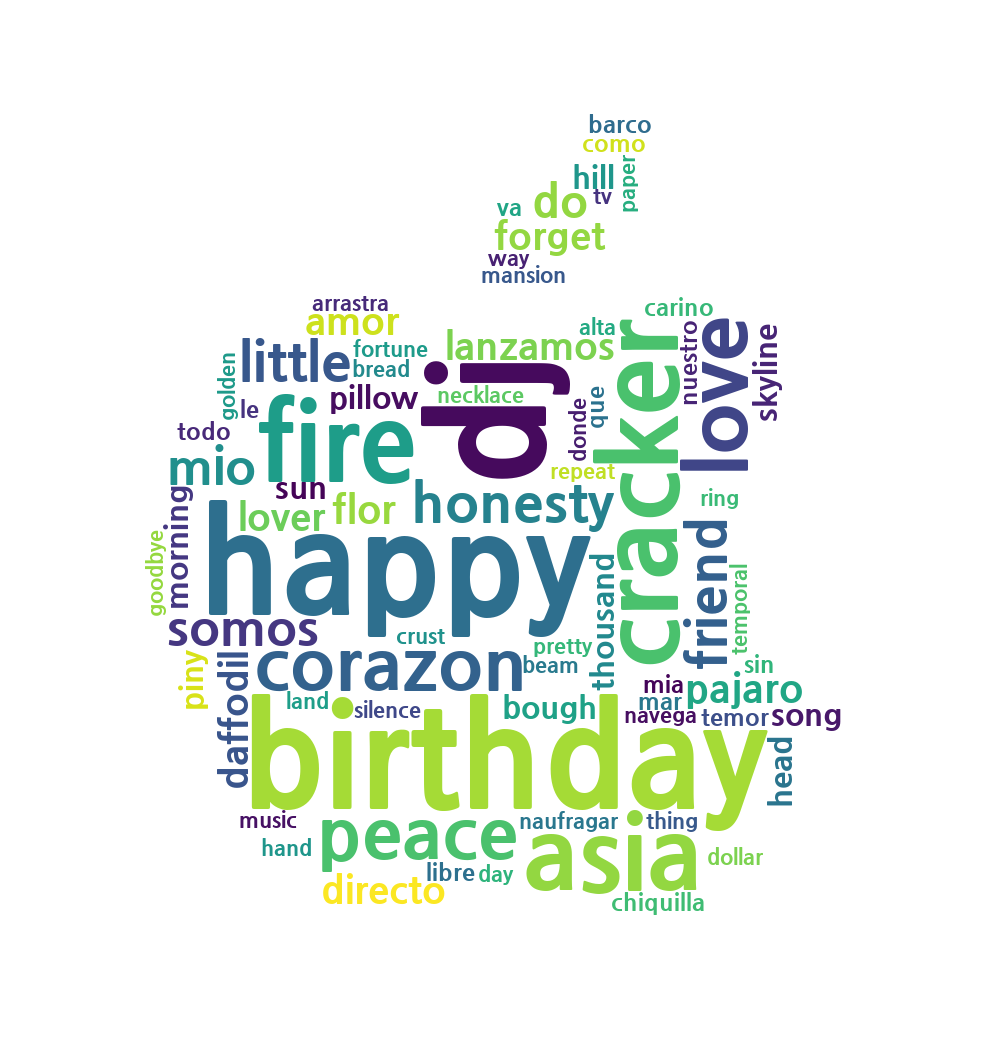 barco
como
hill
paper
tv
va
do
forget
way
mansion
arrastra
amor
carino
alta
nuestro
love
skyline
cracker
little
fortune
bread
lanzamos
dj
golden
le
pillow
necklace
que
donde
todo
fire
mio
repeat
sun
morning
lover
flor
honesty
ring
happy
goodbye
friend
thousand
temporal
somos
crust
pretty
beam
corazon
piny
daffodil
sin
mia
pajaro
land
silence
bough
mar
navega
temor
song
birthday
head
music
peace
naufragar
thing
asia
hand
dollar
libre
day
directo
chiquilla